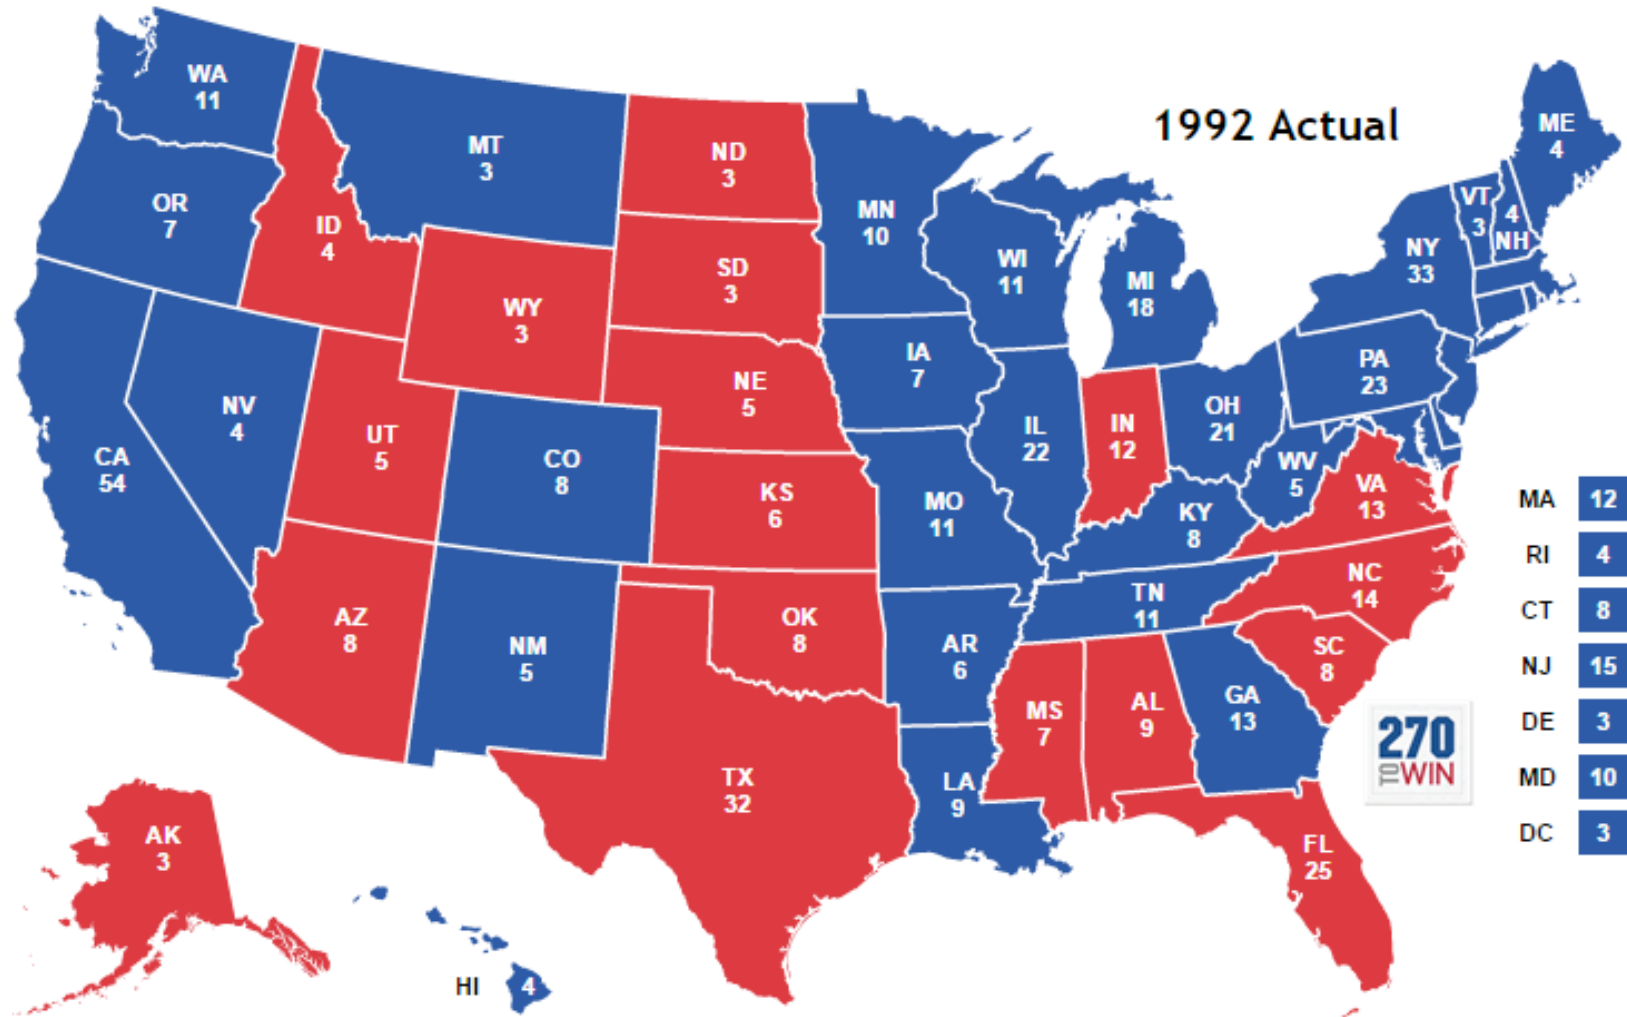 1992 Actual
WA
11
OR
7
CA
54
NV
4
ID
4
MT
3
WY
3
UT
5
AZ
8
CO
8
NM
5
ND
3
SD
3
NE
5
KS
6
OK
8
TX
32
MN
10
IA
7
MO
11
AR
6
LA
9
WI
11
IL
22
MI
18
IN
12
OH
21
KY
8
TN
11
MS
7
AL
9
GA
13
FL
25
SC
8
NC
14
VA
13
WV
5
PA
23
NY
33
VT
3
4
NH
ME
4
MA 12
RI 4
CT 8
NJ 15
DE 3
MD 10
DC 3
AK
3
HI 4
270
TO WIN